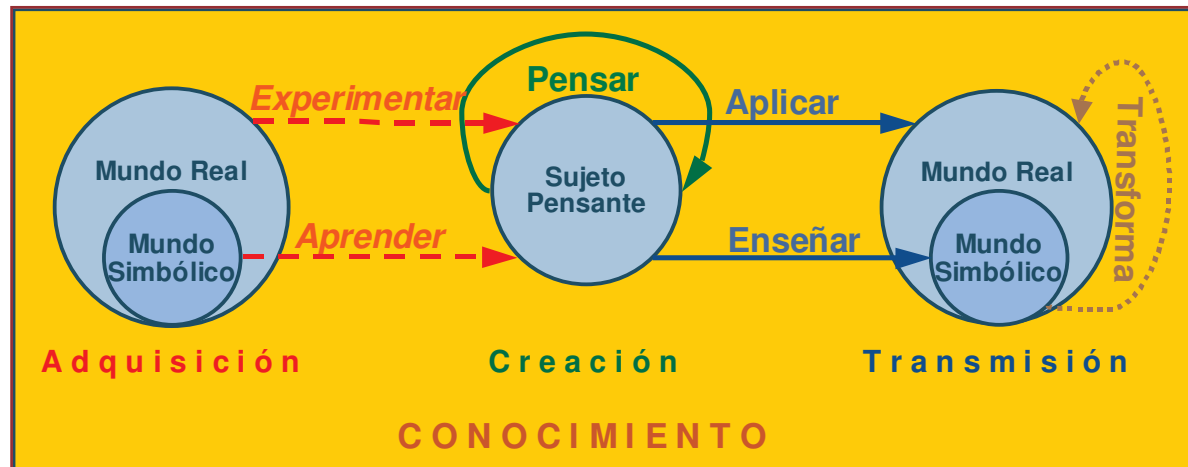 Experimentar
Pensar
Aplicar
Transforma
Mundo Real
Sujeto
Pensante
Mundo Real
Mundo
Simbólico
Aprender
Enseñar
Mundo
Simbólico
Adquisición
Creación
Transmisión
CONOCIMIENTO